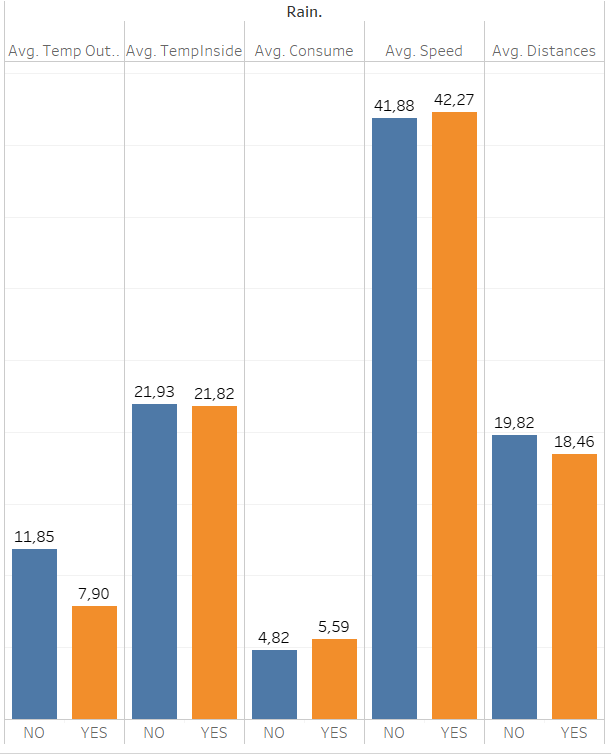 Rain.
Avg. Temp Out.. Avg. TempInside Avg. Consume Avg. Speed Avg. Distances
41,88 42,27
21,93 21,82
19,82 18,46
11,85 7,90
4,82 5,59
NO YES NO YES NO YES NO YES NO YES